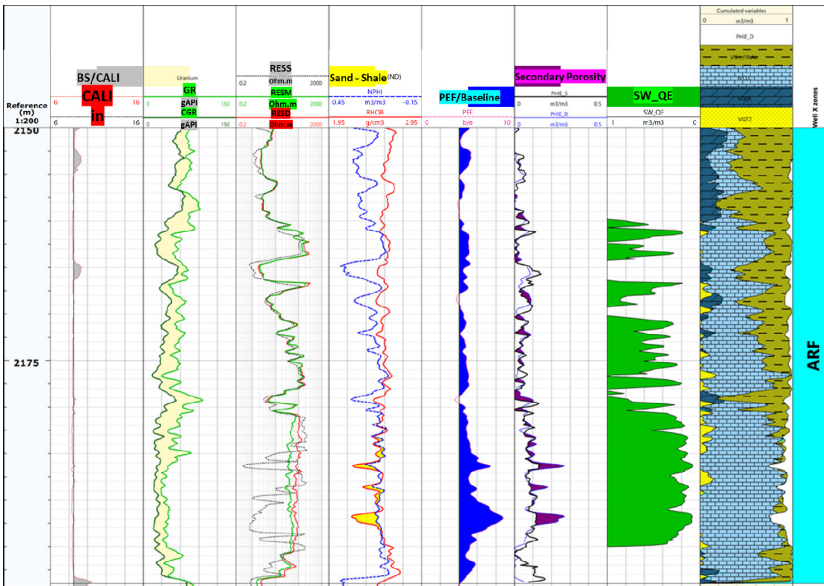 Cumulated variables
0 m3/m3 1
PHIE_D
BS/CALI
Uranium
RESS
Ohm.m
0.2 2000
Sand - Shale(ND)
Secondary Porosity
Reference
(m)
1:200
CALI
in
6 16
6 16
GR
0 gAPI 150
CGR
0 gAPI 150
RESM
0.2 Ohm.m 2000
RESD
0.2 Ohm.m 2000
NPHI
0.45 m3/m3 -0.15
RHOB
1.95 g/cm3 2.95
PEF/Baseline
PEF
0 b/e 10
PHIE_S
0 m3/m3 0.5
PHIE_D
0 m3/m3 0.5
SW_QE
SW_QE
1 m3/m3 0
Well X zones
2150
2175
ARF